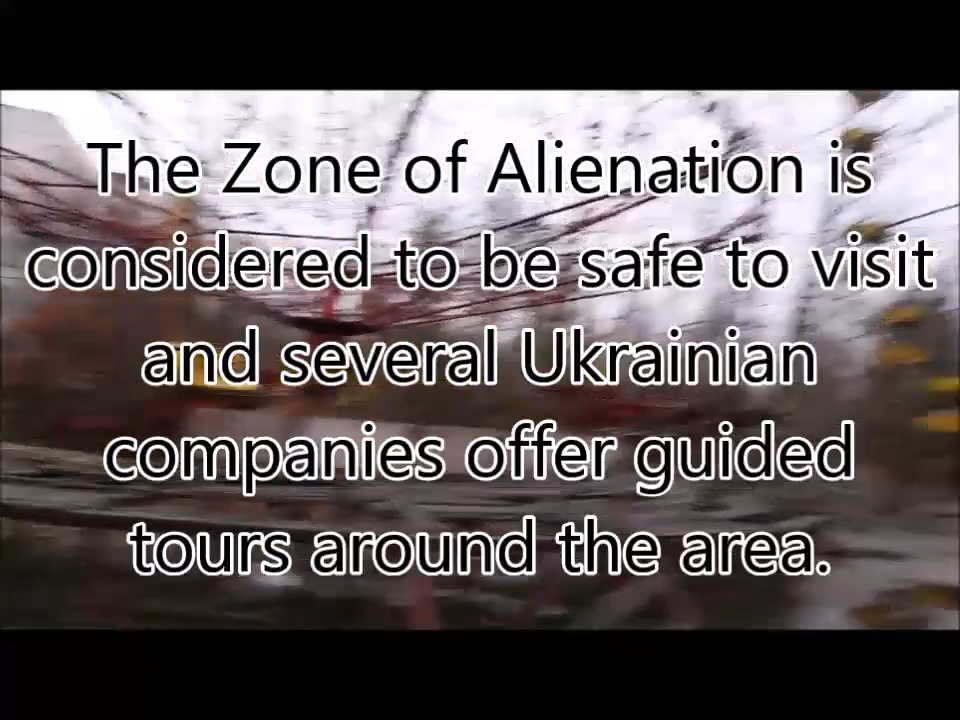 The Zone of Alienation is
considered to be safe to visit
and several Ukrainian
companies offer guided
tours around the area.